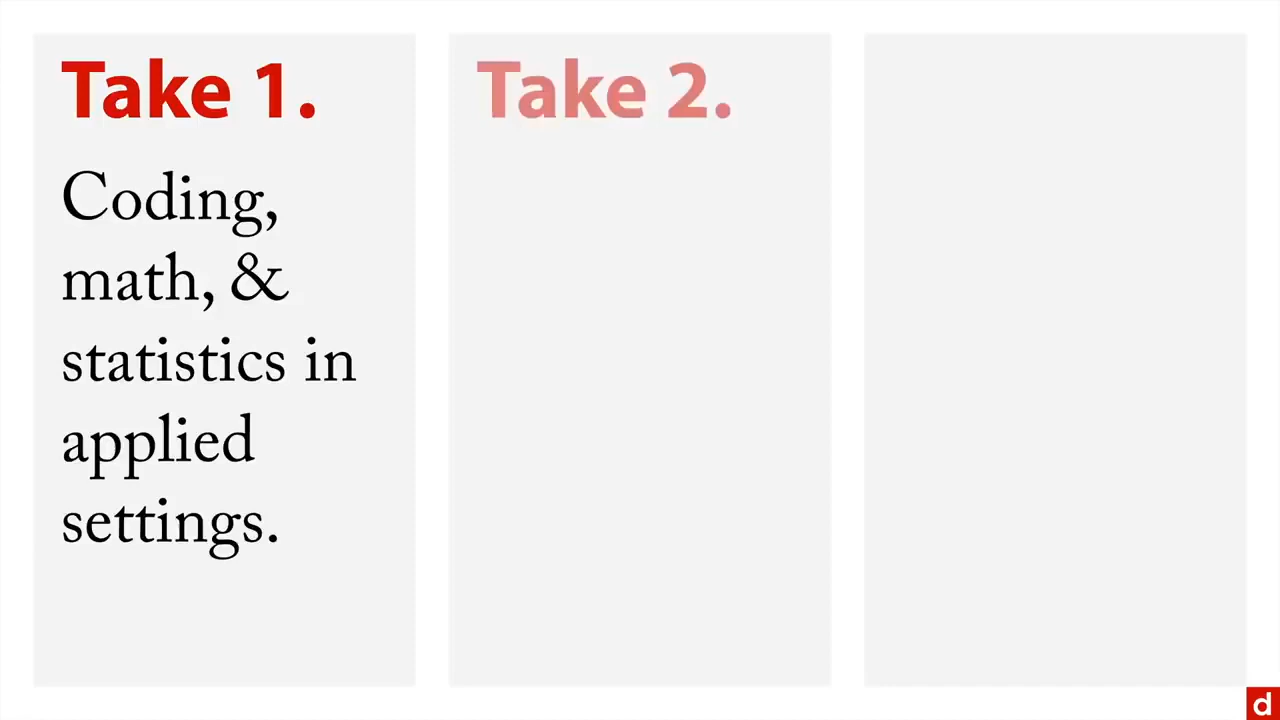 Take 1.
Coding,
math, &
statistics in
applied
settings.
Take 2.
d